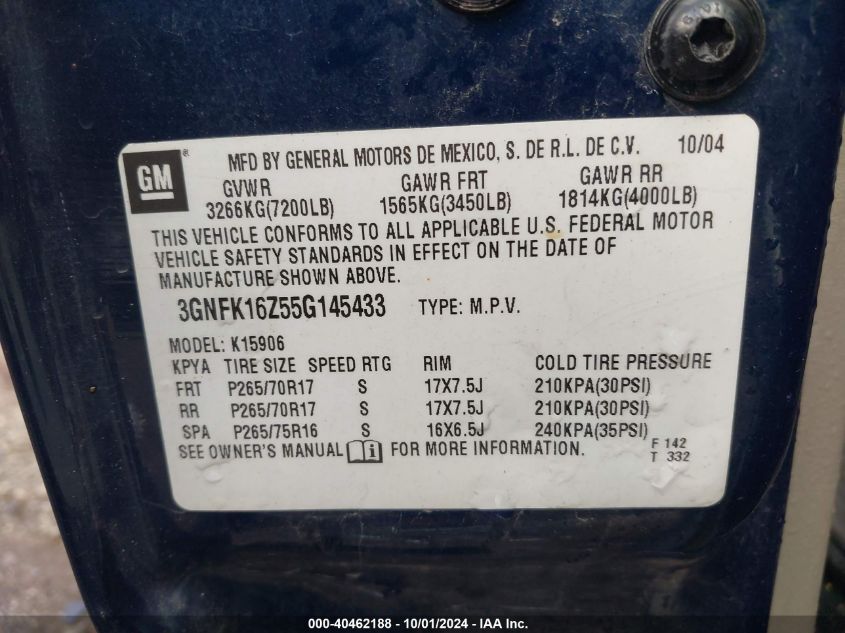 GM ® MFD BY GENERAL MOTORS DE MEXICO, S. DE R.L. DE C.V. 10/04
GVWR GAWR FRT GAWR RR
3266KG(7200LB) 1565KG(3450LB) 1814KG(4000LB)
THIS VEHICLE CONFORMS TO ALL APPLICABLE U.S. FEDERAL MOTOR
VEHICLE SAFETY STANDARDS IN EFFECT ON THE DATE OF
MANUFACTURE SHOWN ABOVE.
3GNFK16Z55G145433 TYPE: M.P.V.
MODEL: K15906
KPYA TIRE SIZE SPEED RTG RIM COLD TIRE PRESSURE
FRT P265/70R17 S 17X7.5J 210KPA(30PSI)
RR P265/70R17 S 17X7.5J 210KPA(30PSI)
SPA P265/75R16 S 16X6.5J 240KPA(35PSI)
SEE OWNER'S MANUAL FOR MORE INFORMATION. F 142
T 332
000-40462188 - 10/01/2024 - IAA Inc.